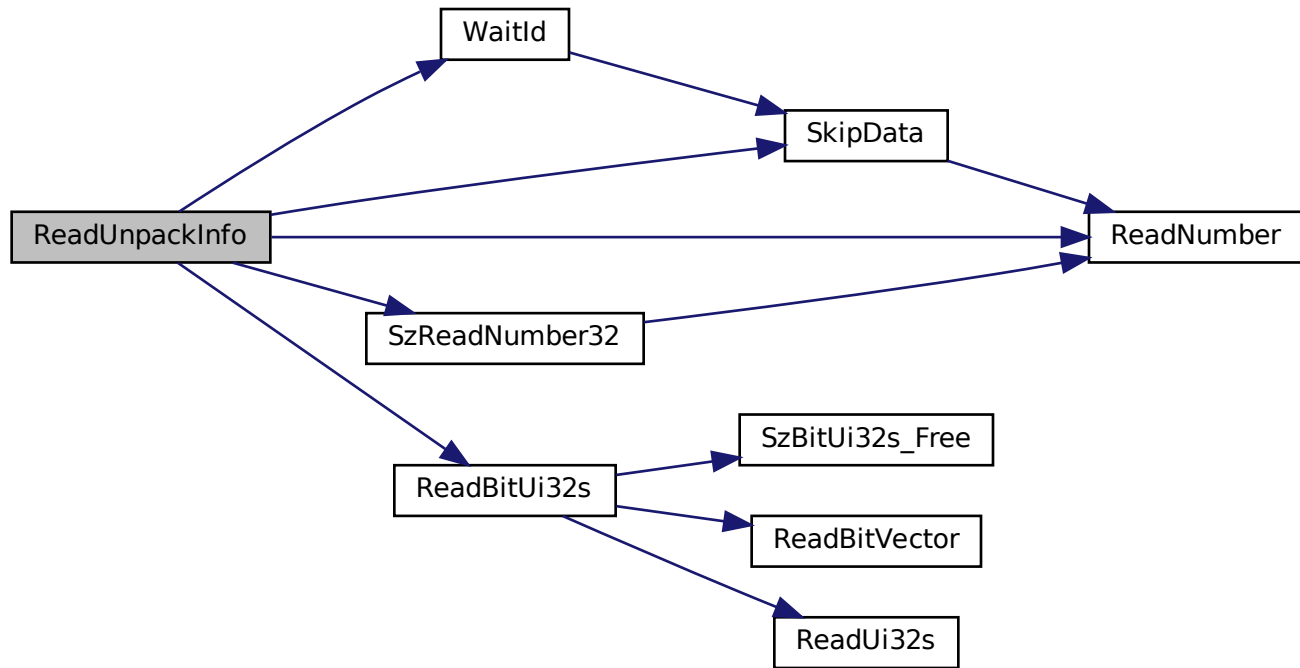 WaitId
SkipData
ReadUnpackInfo
ReadNumber
SzReadNumber32
SzBitUi32s_Free
ReadBitUi32s
ReadBitVector
ReadUi32s